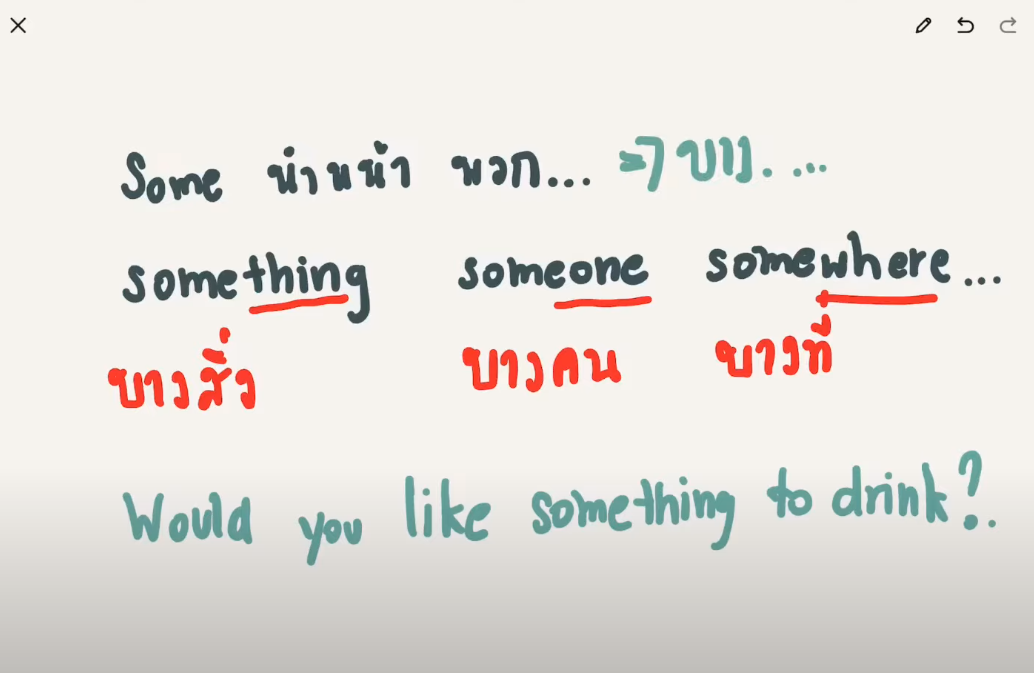 Some นำหน้า พวก... => บาง....
something someone somewhere...
บางสิ่ง บางคน บางที่
Would you like something to drink?.